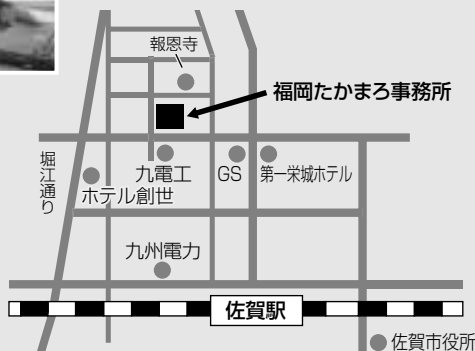 報恩寺
福岡たかまろ事務所
堀江通り
九電工
GS
第一栄城ホテル
ホテル創世
九州電力
佐賀駅
佐賀市役所